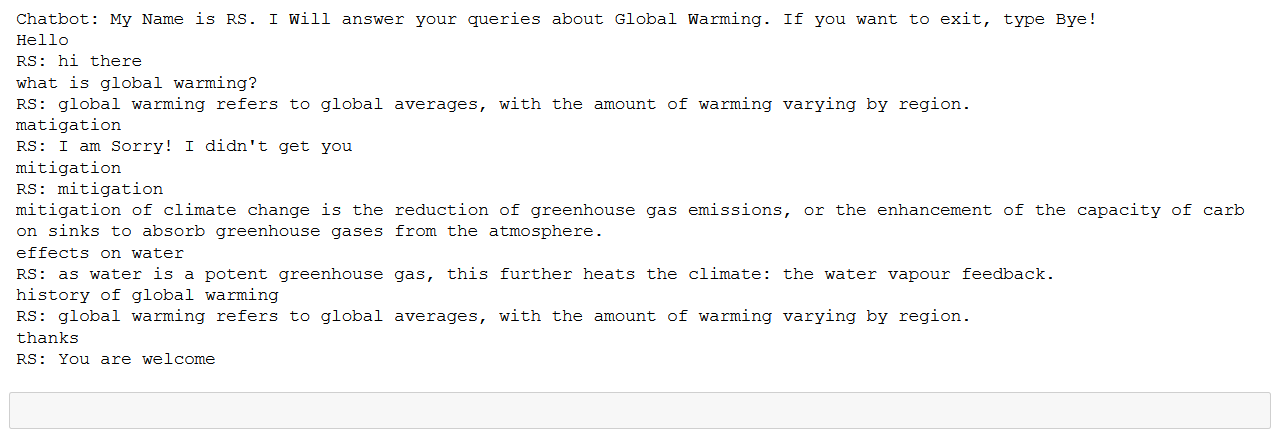 Chatbot: My Name is RS. I Will answer your queries about Global Warming. If you want to exit, type Bye!
Hello
RS: hi there
what is global warming?
RS: global warming refers to global averages, with the amount of warming varying by region.
matigation
RS: I am Sorry! I didn't get you
mitigation
RS: mitigation
mitigation of climate change is the reduction of greenhouse gas emissions, or the enhancement of the capacity of carb
on sinks to absorb greenhouse gases from the atmosphere.
effects on water
RS: as water is a potent greenhouse gas, this further heats the climate: the water vapour feedback.
history of global warming
RS: global warming refers to global averages, with the amount of warming varying by region.
thanks
RS: You are welcome